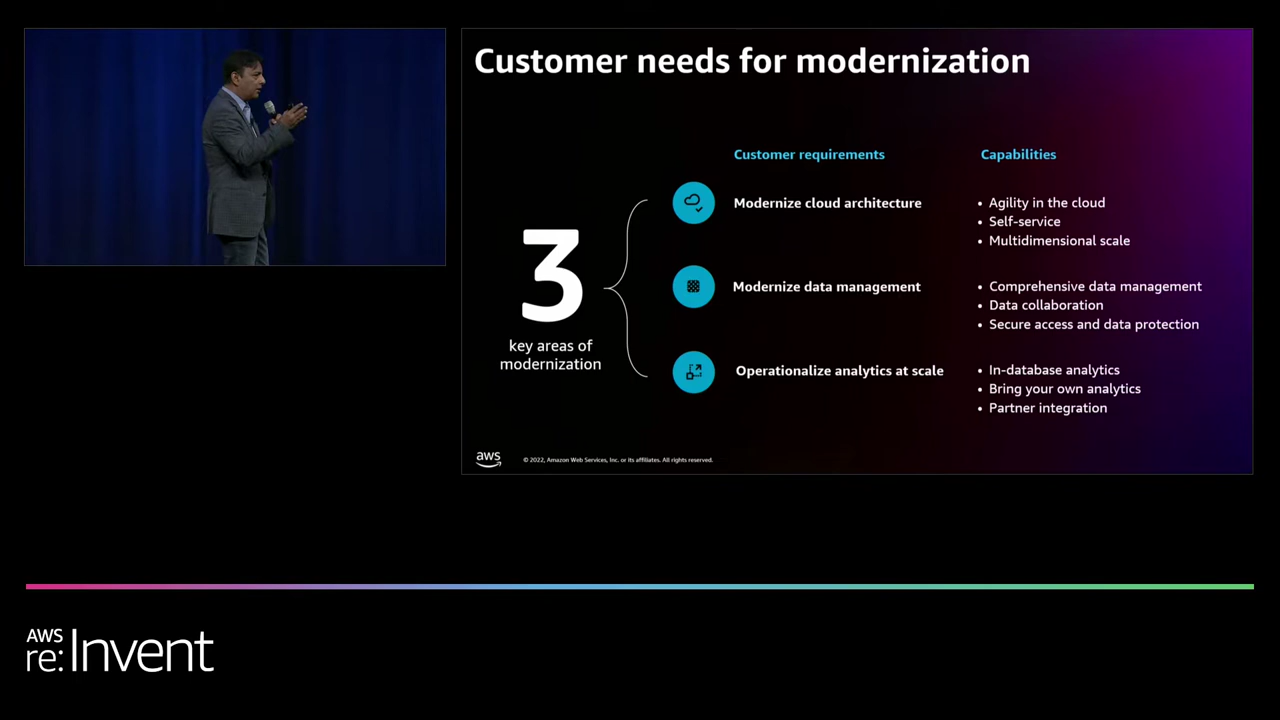 Customer needs for modernization
Customer requirements
Capabilities
3
key areas of
modernization
Modernize cloud architecture
• Agility in the cloud
• Self-service
• Multidimensional scale
Modernize data management
• Comprehensive data management
• Data collaboration
• Secure access and data protection
Operationalize analytics at scale
• In-database analytics
• Bring your own analytics
• Partner integration
aws
© 2022, Amazon Web Services, Inc. or its affiliates. All rights reserved.
AWS
re:Invent